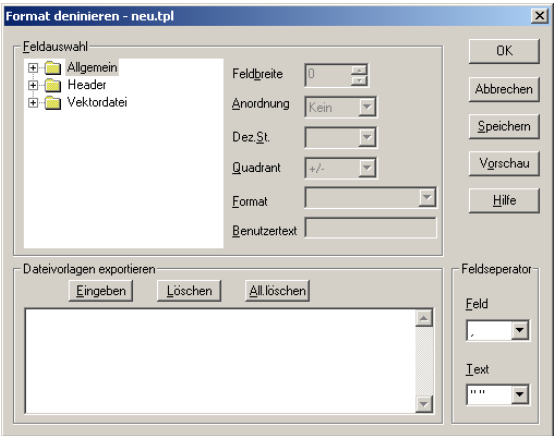 Format deninieren - neu.tpl
Feldauswahl
Allgemein
Header
Vektordatei
Feldbreite 0
Anordnung Kein
Dez.St.
Quadrant +/-
Format
Benutzertext
OK
Abbrechen
Speichern
Vorschau
Hilfe
Dateivorlagen exportieren
Eingeben Löschen All.löschen
Feldseperator
Feld
,
Text
" "